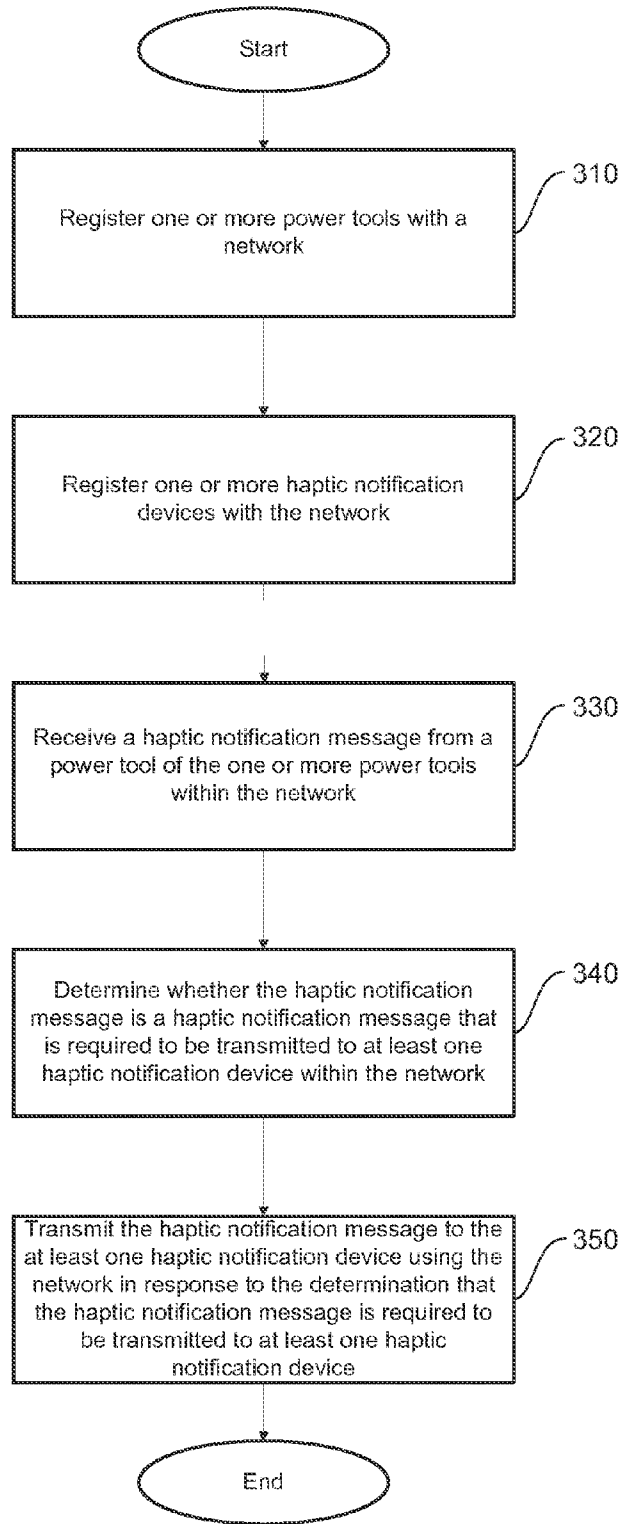 Start
310
Register one or more power tools with a
network
320
Register one or more haptic notification
devices with the network
330
Receive a haptic notification message from a
power tool of the one or more power tools
within the network
340
Determine whether the haptic notification
message is a haptic notification message that
is required to be transmitted to at least one
haptic notification device within the network
350
Transmit the haptic notification message to the
at least one haptic notification device using the
network in response to the determination that
the haptic notification message is required to
be transmitted to at least one haptic
notification device
End